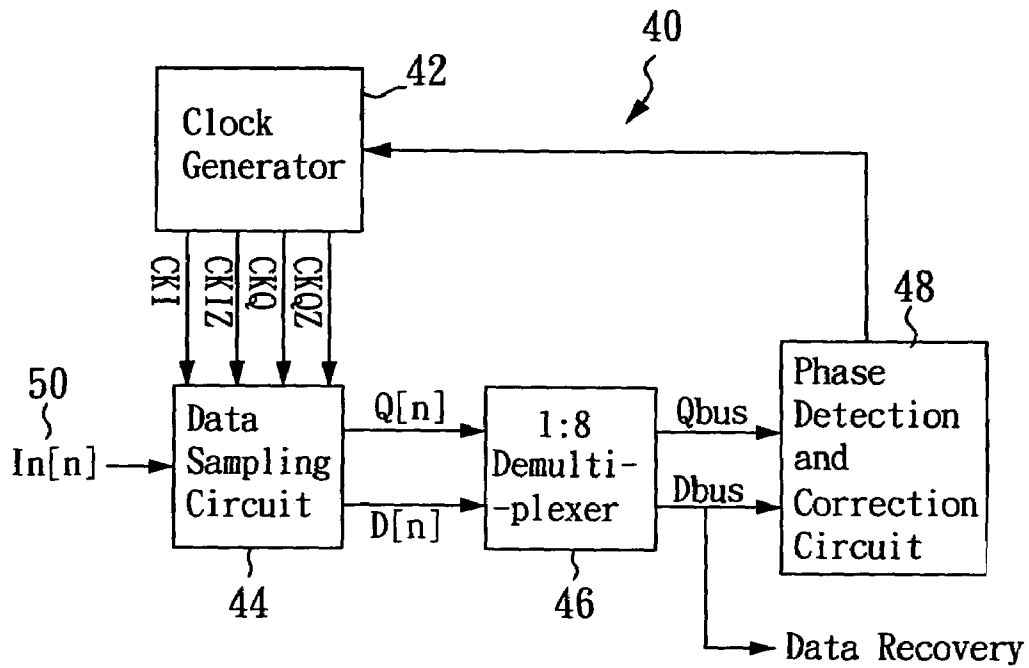 40
42
Clock
Generator
CKI
CKIZ
CKQ
CKQZ
48
Phase
Detection
and
Correction
Circuit
50
In[n]
Data
Sampling
Circuit
44
Q[n]
D[n]
1:8
Demulti-
-plexer
46
Qbus
Dbus
Data Recovery